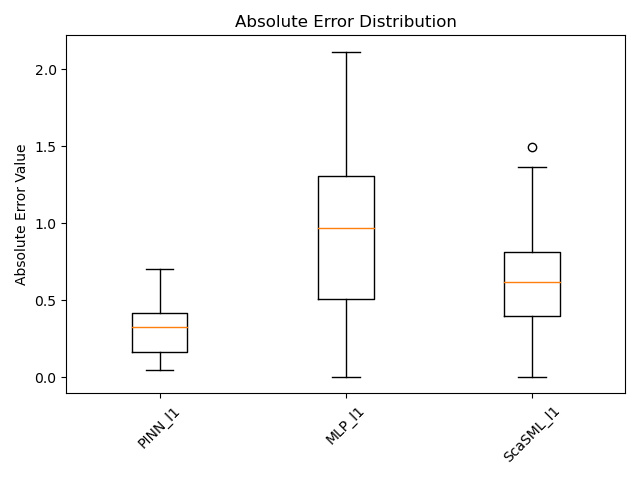 Absolute Error Distribution
Absolute Error Value
2.0
1.5
1.0
0.5
0.0
PINN_l1
MLP_l1
ScaSML_l1